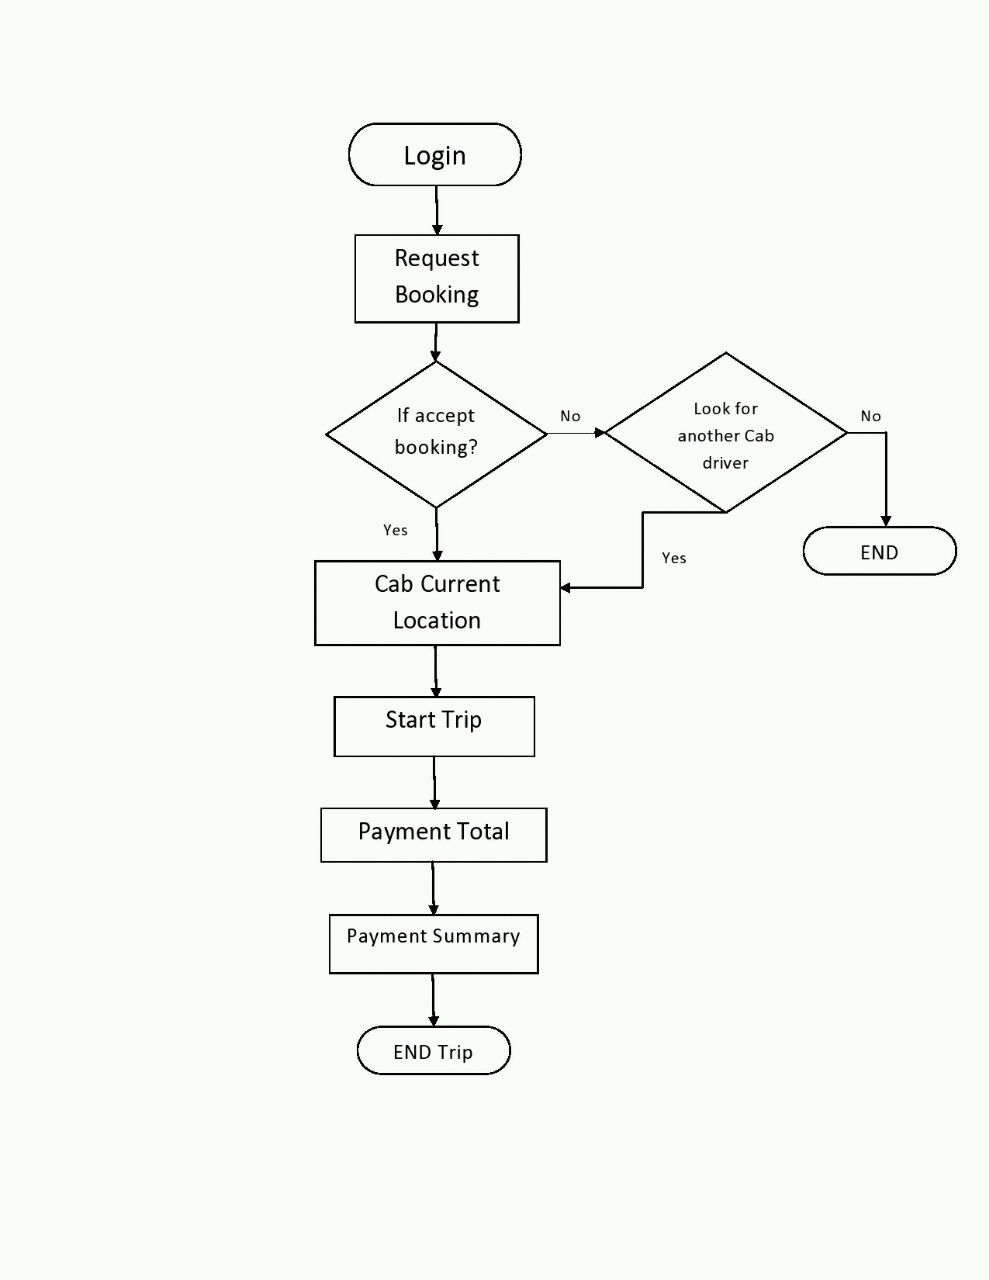 Login
Request
Booking
If accept
booking?
No
Look for
another Cab
driver
No
Yes
END
Cab Current
Location
Yes
Start Trip
Payment Total
Payment Summary
END Trip